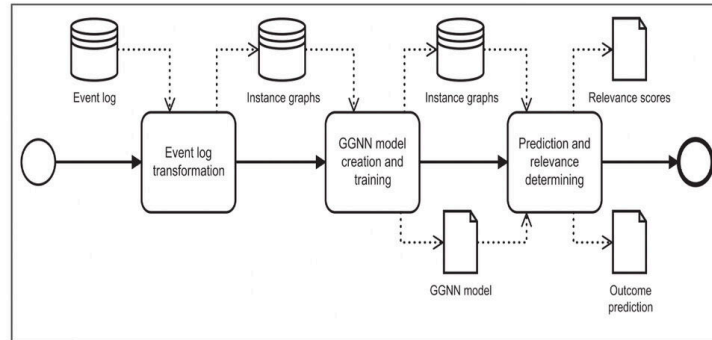 Event log
Instance graphs
Instance graphs
Relevance scores
Event log
transformation
GGNN model
creation and
training
Prediction and
relevance
determining
GGNN model
Outcome
prediction